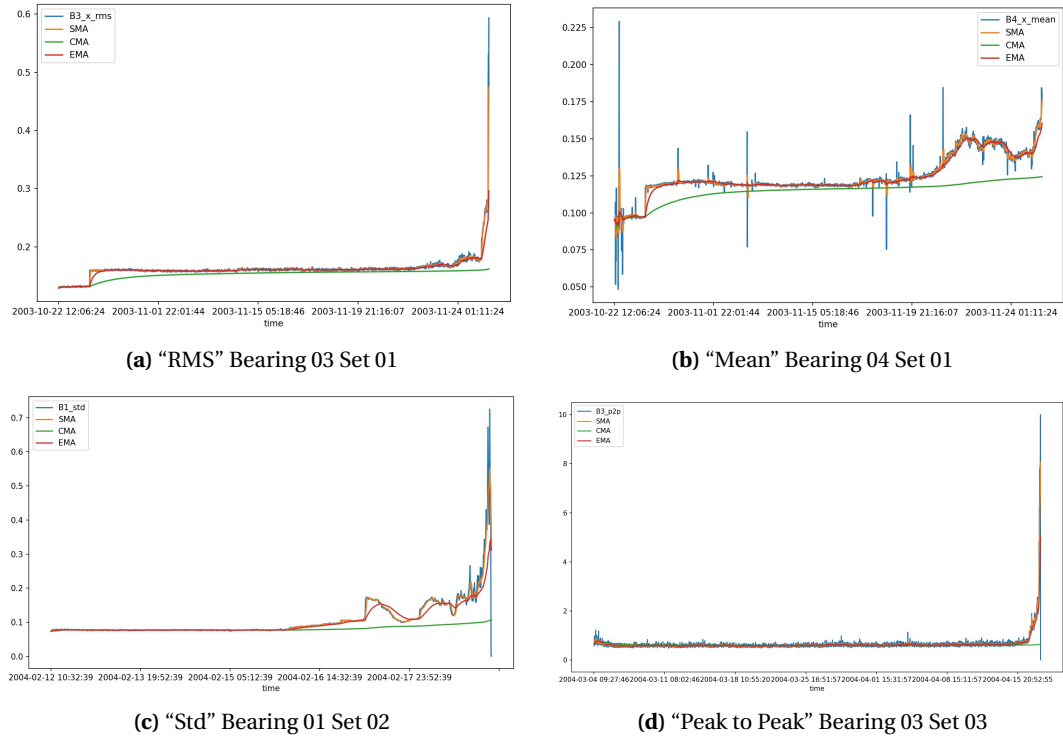 0.6
0.5
0.4
0.3
0.2
B3_x_rms
SMA
CMA
EMA
2003-10-22 12:06:24
2003-11-01 22:01:44
2003-11-15 05:18:46
2003-11-19 21:16:07
2003-11-24 01:11:24
time
(a) “RMS” Bearing 03 Set 01
0.225
0.200
0.175
0.150
0.125
0.100
0.075
0.050
B4_x_mean
SMA
CMA
EMA
2003-10-22 12:06:24
2003-11-01 22:01:44
2003-11-15 05:18:46
2003-11-19 21:16:07
2003-11-24 01:11:24
time
(b) “Mean” Bearing 04 Set 01
0.7
0.6
0.5
0.4
0.3
0.2
0.1
0.0
B1_std
SMA
CMA
EMA
2004-02-12 10:32:39
2004-02-13 19:52:39
2004-02-15 05:12:39
2004-02-16 14:32:39
2004-02-17 23:52:39
time
(c) “Std” Bearing 01 Set 02
10
8
6
4
2
0
B3_p2p
SMA
CMA
EMA
2004-03-04 09:27:46
2004-03-11 08:02:46
2004-03-18 10:55:20
2004-03-25 16:51:57
2004-04-01 15:31:57
2004-04-08 15:11:57
2004-04-15 20:52:55
time
(d) “Peak to Peak” Bearing 03 Set 03